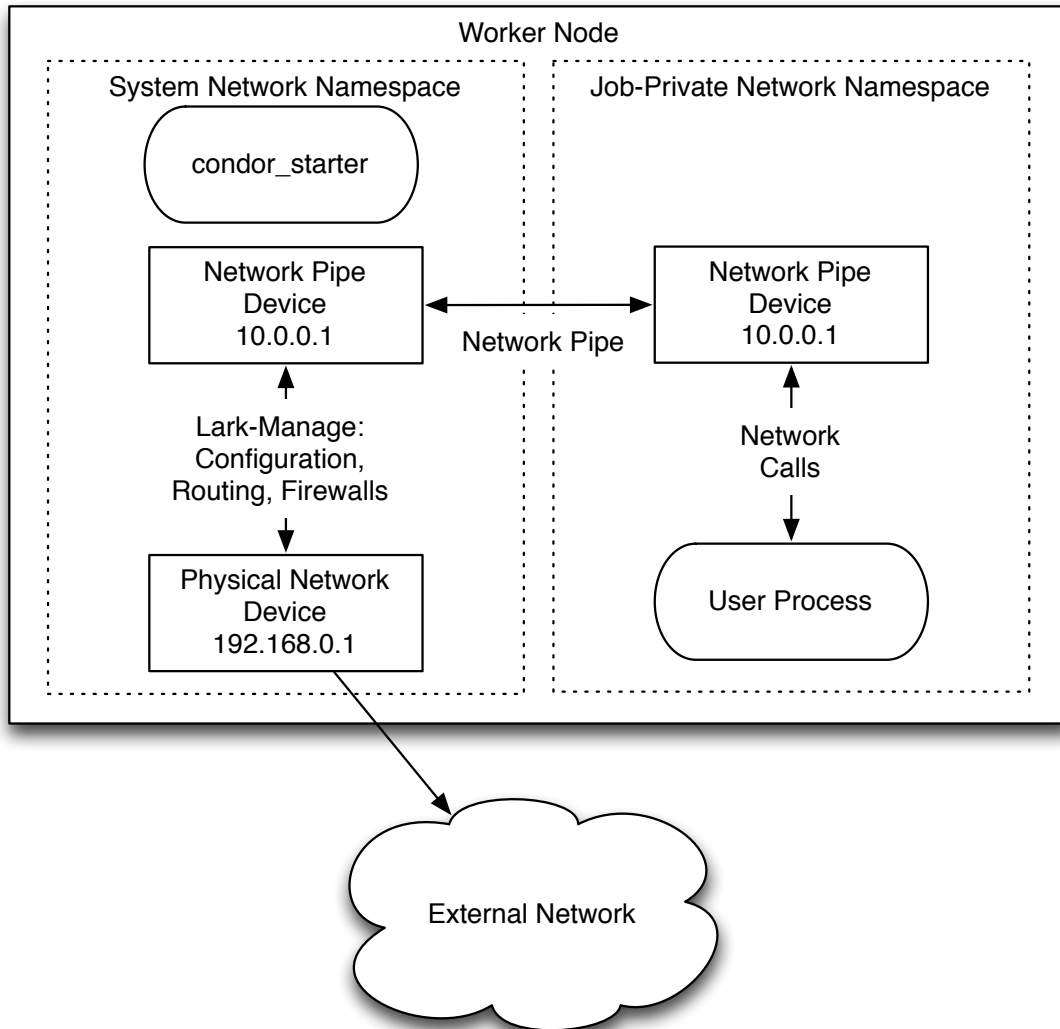 Worker Node
System Network Namespace
Job-Private Network Namespace
condor_starter
Network Pipe
Device
10.0.0.1
Network Pipe
Device
10.0.0.1
Network Pipe
Lark-Manage:
Configuration,
Routing, Firewalls
Network
Calls
Physical Network
Device
192.168.0.1
User Process
External Network